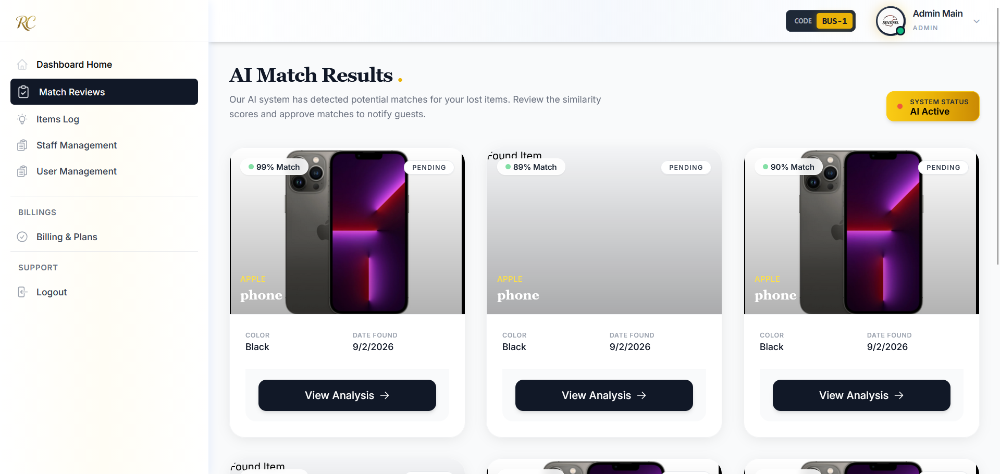 RC
CODE BUS-1
SENTINEL
Admin Main
ADMIN
Dashboard Home
Match Reviews
Items Log
Staff Management
User Management
BILLINGS
Billing & Plans
SUPPORT
Logout
AI Match Results .
Our AI system has detected potential matches for your lost items. Review the similarity
scores and approve matches to notify guests.
SYSTEM STATUS
AI Active
99% Match
PENDING
APPLE
phone
COLOR
Black
DATE FOUND
9/2/2026
View Analysis →
Found Item
89% Match
PENDING
APPLE
phone
COLOR
Black
DATE FOUND
9/2/2026
View Analysis →
90% Match
PENDING
APPLE
phone
COLOR
Black
DATE FOUND
9/2/2026
View Analysis →
Found Item